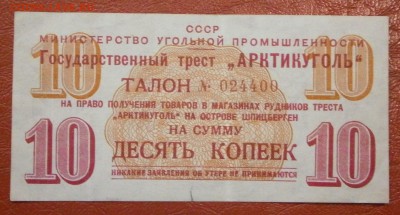 СССР
МИНИСТЕРСТВО УГОЛЬНОЙ ПРОМЫШЛЕННОСТИ
Государственный трест „АРКТИКУГОЛЬ"
10 ТАЛОН № 024400 10
НА ПРАВО ПОЛУЧЕНИЯ ТОВАРОВ В МАГАЗИНАХ РУДНИКОВ ТРЕСТА
„АРКТИКУГОЛЬ" НА ОСТРОВЕ ШПИЦБЕРГЕН
НА СУММУ
10 ДЕСЯТЬ КОПЕЕК 10
НИКАКИЕ ЗАЯВЛЕНИЯ ОБ УТЕРЕ НЕ ПРИНИМАЮТСЯ